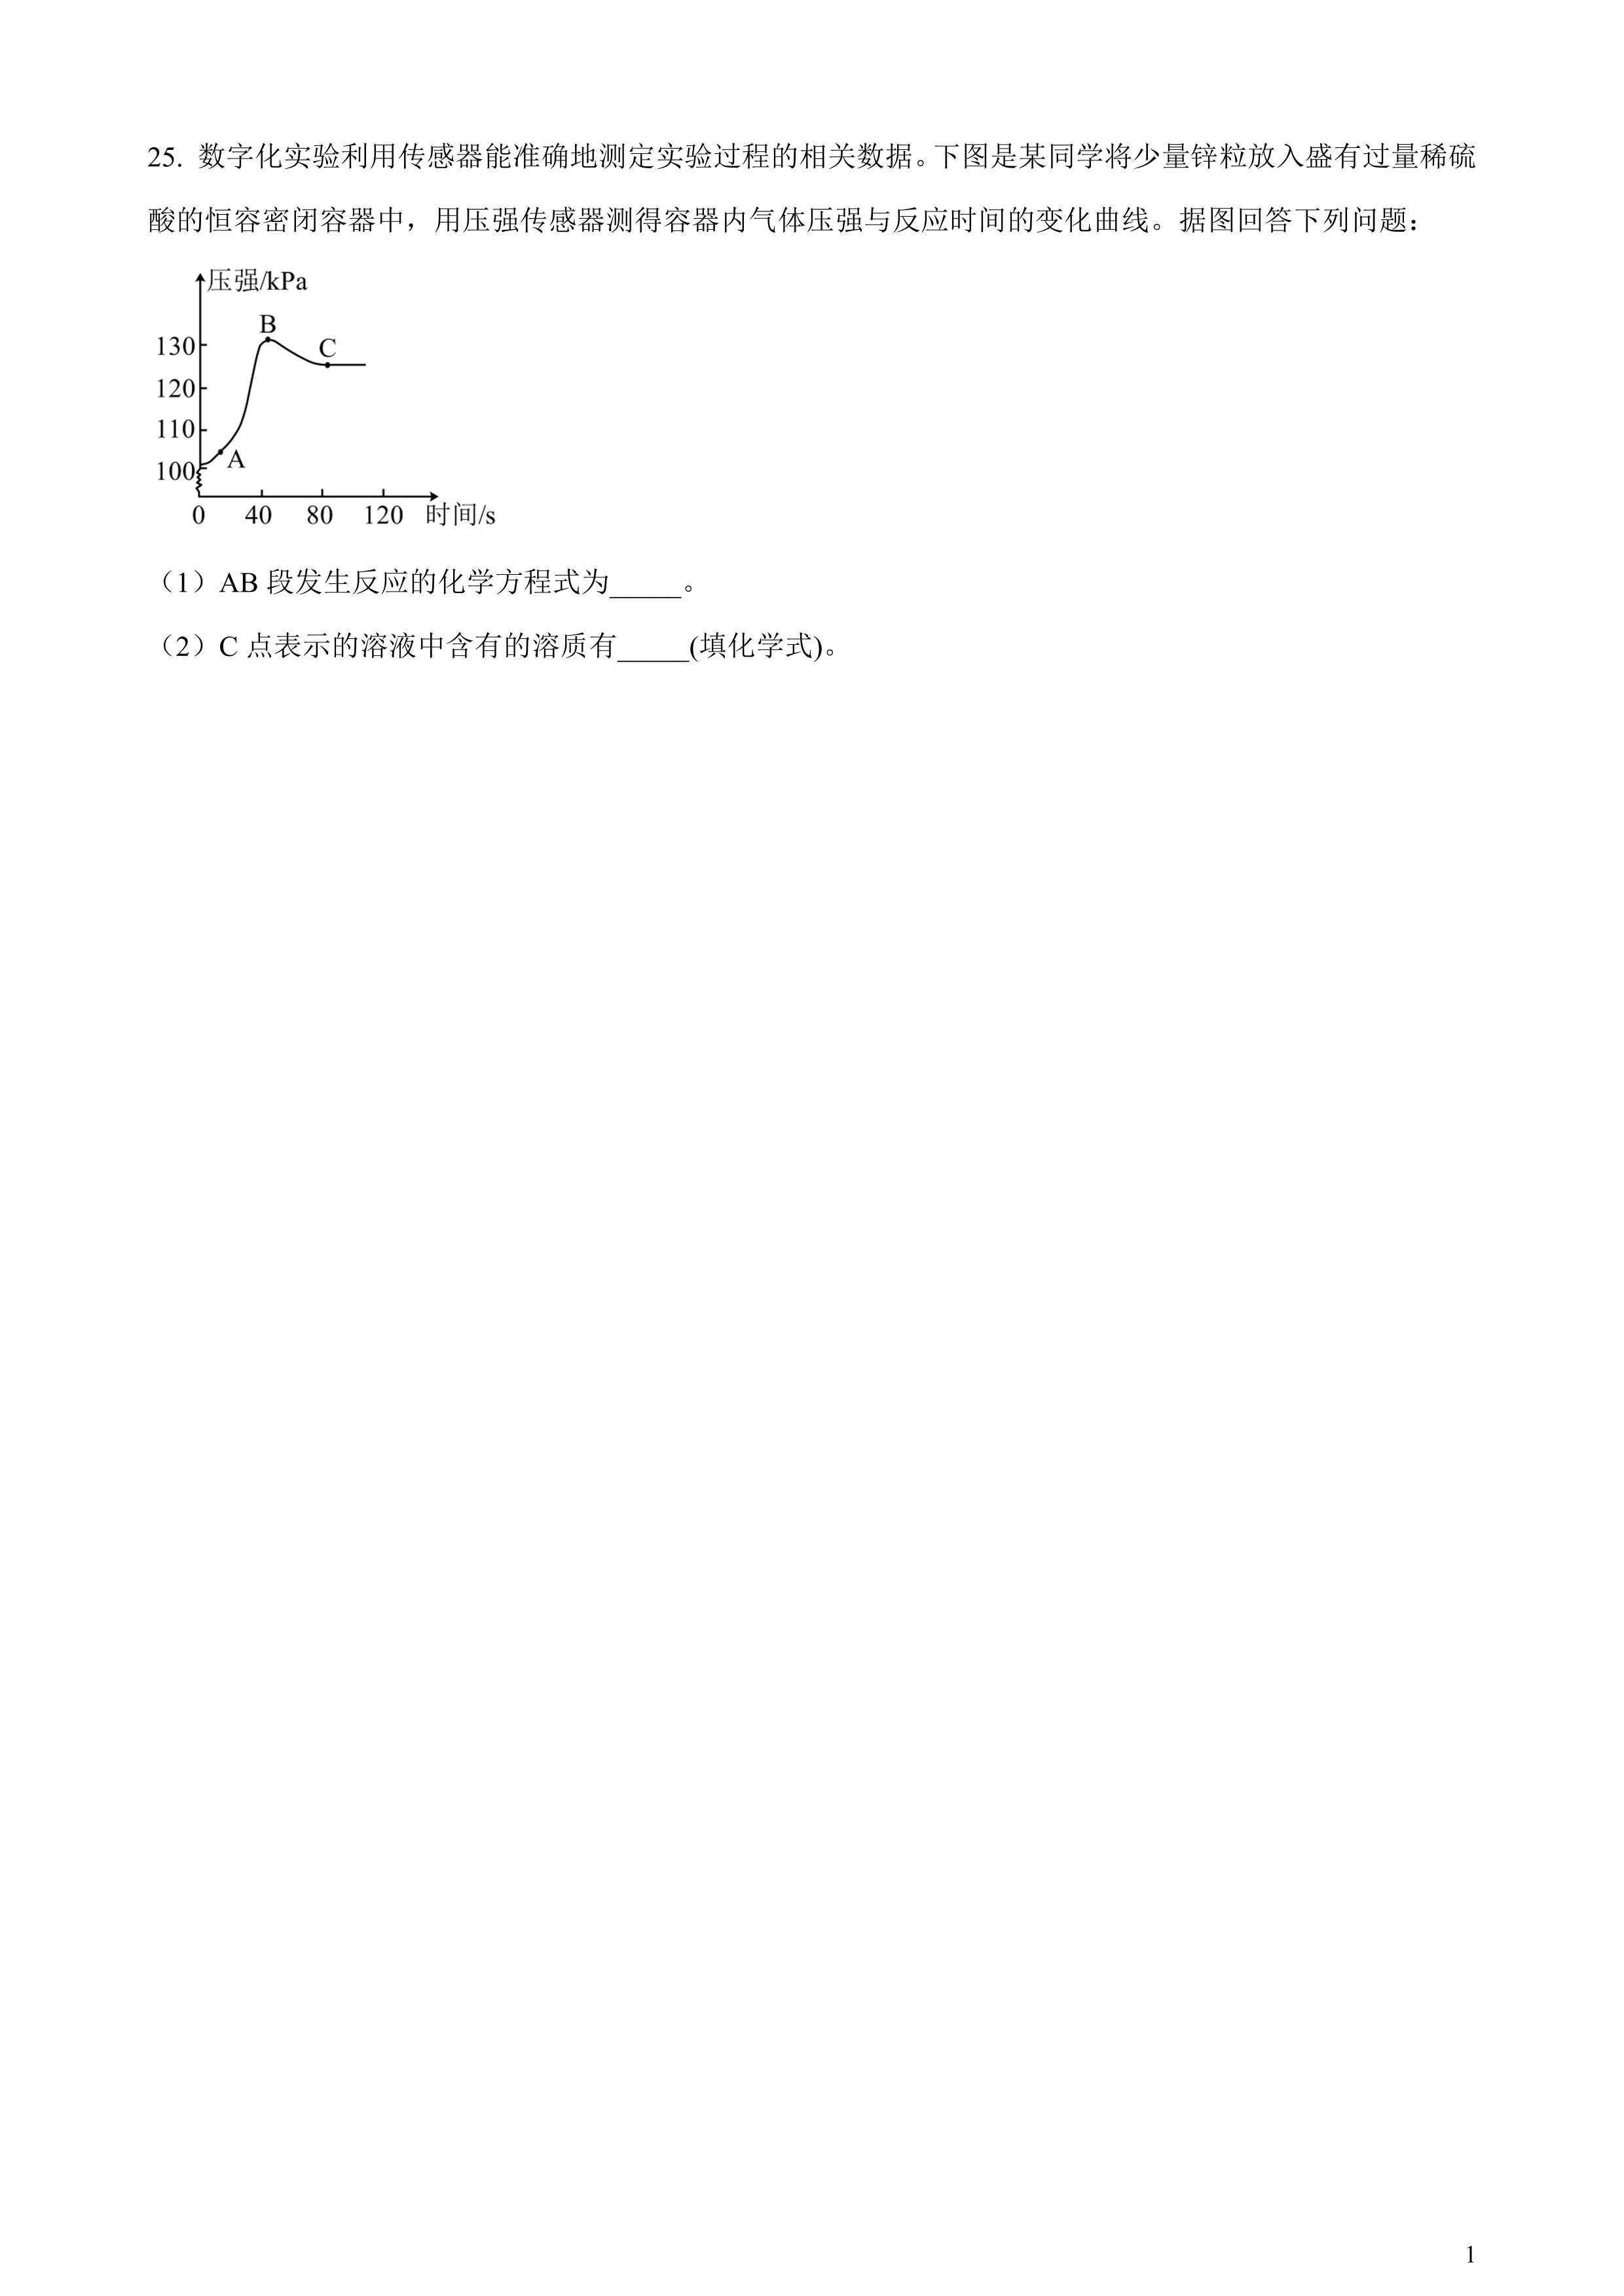 25. 数字化实验利用传感器能准确地测定实验过程的相关数据。下图是某同学将少量锌粒放入盛有过量稀硫
酸的恒容密闭容器中，用压强传感器测得容器内气体压强与反应时间的变化曲线。据图回答下列问题：
压强/kPa
B
130
C
120
110
A
100
0 40 80 120 时间/s
（1）AB 段发生反应的化学方程式为_____。
（2）C 点表示的溶液中含有的溶质有_____(填化学式)。
1